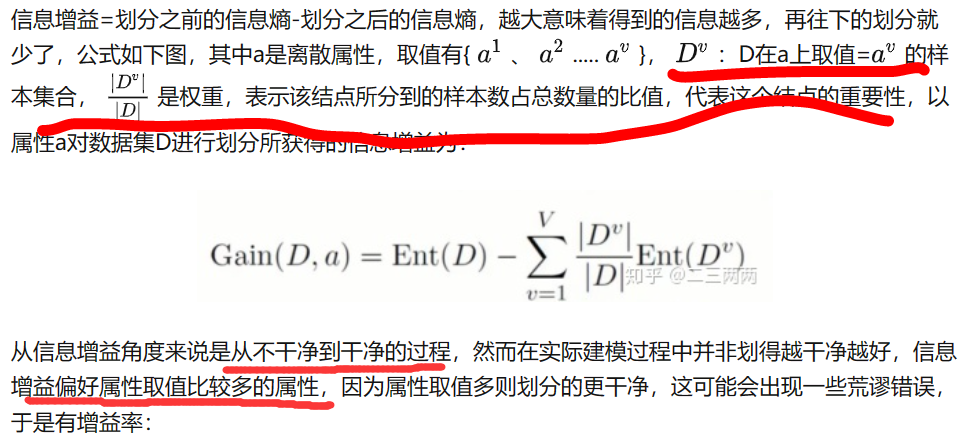 信息增益=划分之前的信息熵-划分之后的信息熵，越大意味着得到的信息越多，再往下的划分就
少了，公式如下图，其中a是离散属性，取值有{ a¹ 、 a² ..... aᵛ }， Dᵛ ：D在a上取值=aᵛ 的样
本集合， |Dᵛ|/|D| 是权重，表示该结点所分到的样本数占总数量的比值，代表这个结点的重要性，以
属性a对数据集D进行划分所获得的信息增益为：
Gain(D, a) = Ent(D) − ∑_{v=1}^{V} |Dᵛ|/|D| Ent(Dᵛ)
知乎 @二三两两
从信息增益角度来说是从不干净到干净的过程，然而在实际建模过程中并非划得越干净越好，信息
增益偏好属性取值比较多的属性，因为属性取值多则划分的更干净，这可能会出现一些荒谬错误，
于是有增益率：